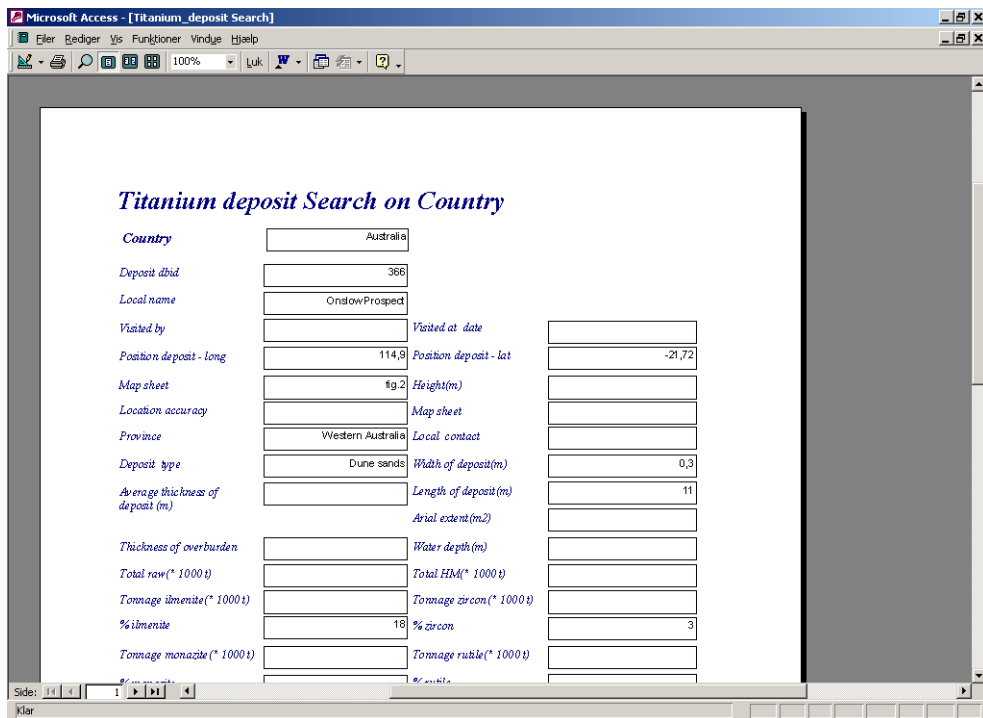 Microsoft Access - [Titanium_deposit Search]
Filer Rediger Vis Funktioner Vindue Hjælp
100% Luk
Titanium deposit Search on Country
Country Australia
Deposit dbid 366
Local name Onslow Prospect
Visited by Visited at date
Position deposit - long 114,9 Position deposit - lat -21,72
Map sheet fig.2 Height(m)
Location accuracy Map sheet
Province Western Australia Local contact
Deposit type Dune sands Width of deposit(m) 0,3
Average thickness of deposit (m) Length of deposit(m) 11
Arial extent(m2)
Thickness of overburden Water depth(m)
Total raw(* 1000 t) Total HM(* 1000 t)
Tonnage ilmenite(* 1000 t) Tonnage zircon(* 1000 t)
% ilmenite 18 % zircon 3
Tonnage monazite (* 1000 t) Tonnage rutile(* 1000 t)
% monazite % rutile
Side: 1
Klar